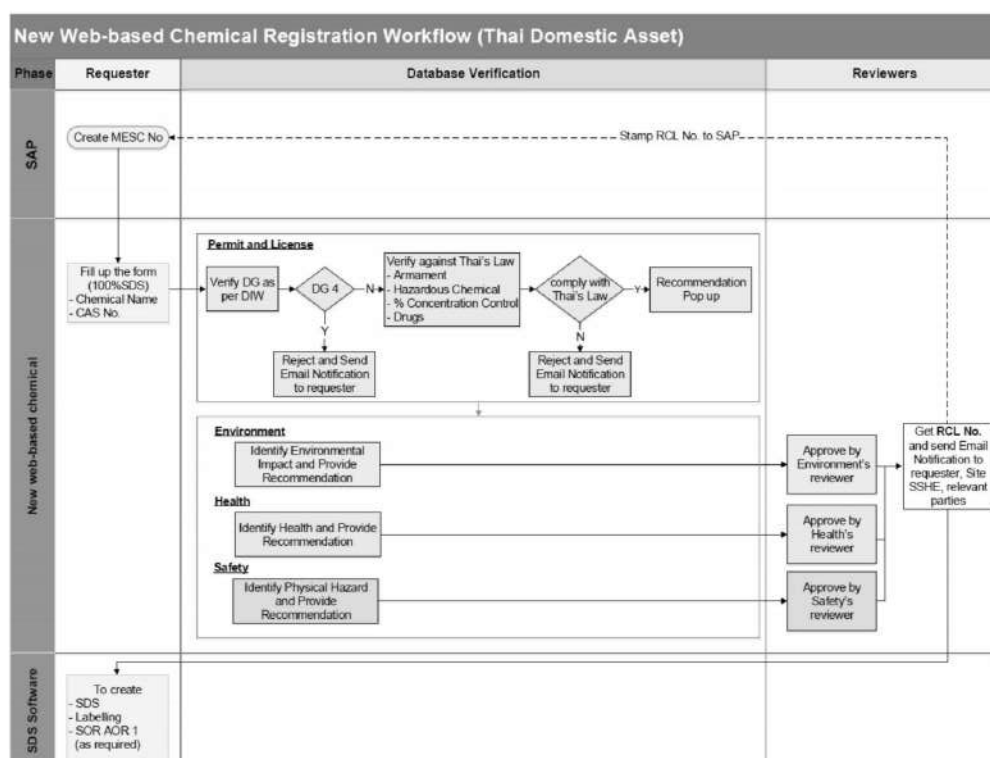 New Web-based Chemical Registration Workflow (Thai Domestic Asset)
Phase
Requester
Database Verification
Reviewers
SAP
Create MESC No
Stamp RCL No. to SAP
New web-based chemical
Fill up the form
(100%SDS)
- Chemical Name
- CAS No.
Permit and License
Verify DG as
per DIW
DG 4
N
Verify against Thai's Law
- Armament
- Hazardous Chemical
- % Concentration Control
- Drugs
comply with
Thai's Law
Y
Recommendation
Pop up
Y
Reject and Send
Email Notification
to requester
N
Reject and Send
Email Notification
to requester
Environment
Identify Environmental
Impact and Provide
Recommendation
Approve by
Environment's
reviewer
Get RCL No.
and send Email
Notification to
requester, Site
SSHE, relevant
parties
Health
Identify Health and Provide
Recommendation
Approve by
Health's
reviewer
Safety
Identify Physical Hazard
and Provide
Recommendation
Approve by
Safety's
reviewer
SDS Software
To create
- SDS
- Labelling
- SOR AOR 1
(as required)